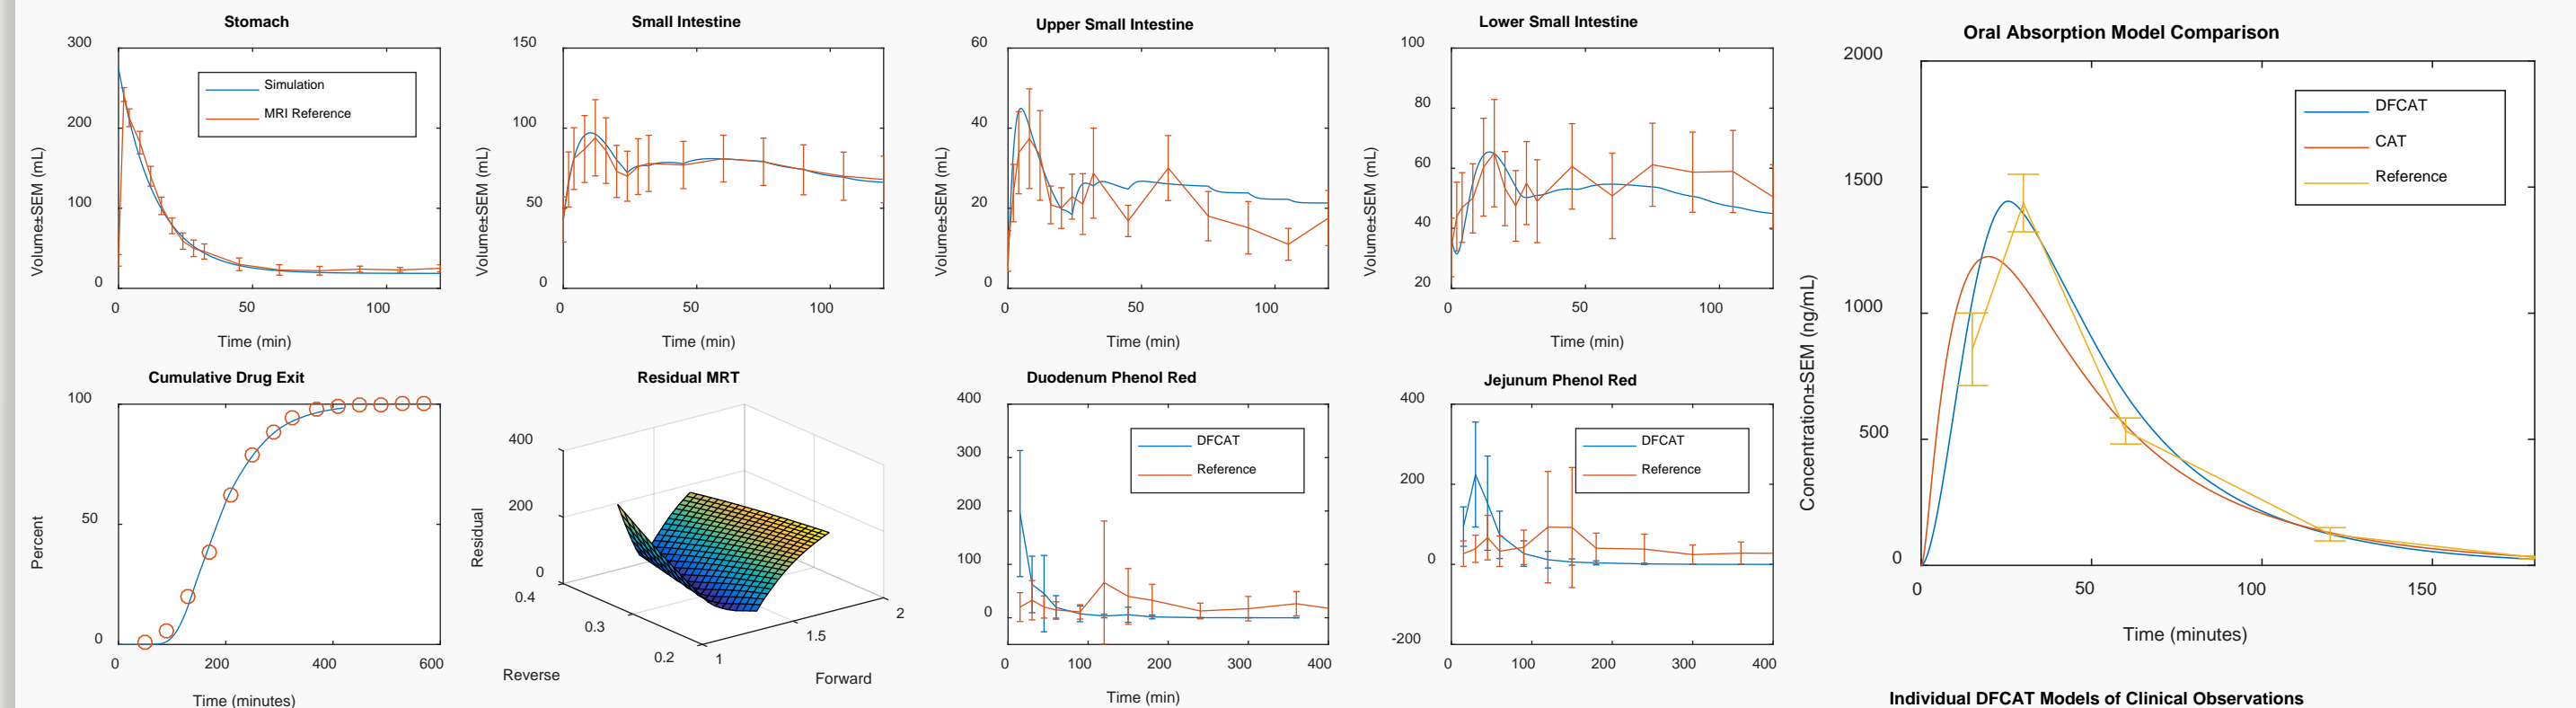 Stomach
300
200
100
0
0
50
100
Volume±SEM (mL)
Time (min)
Simulation
MRI Reference
Small Intestine
150
100
50
0
0
50
100
Volume±SEM (mL)
Time (min)
Upper Small Intestine
60
40
20
0
0
50
100
Volume±SEM (mL)
Time (min)
Lower Small Intestine
100
80
60
40
20
0
50
100
Volume±SEM (mL)
Time (min)
Oral Absorption Model Comparison
2000
1500
1000
500
0
0
50
100
150
Concentration±SEM (ng/mL)
Time (minutes)
DFCAT
CAT
Reference
Cumulative Drug Exit
100
50
0
0
200
400
600
Percent
Time (minutes)
Residual MRT
400
200
0
0.4
0.3
0.2
1
1.5
2
Residual
Reverse
Forward
Duodenum Phenol Red
400
300
200
100
0
0
100
200
300
400
Time (min)
DFCAT
Reference
Jejunum Phenol Red
400
200
0
-200
0
100
200
300
400
DFCAT
Reference
Individual DFCAT Models of Clinical Observations